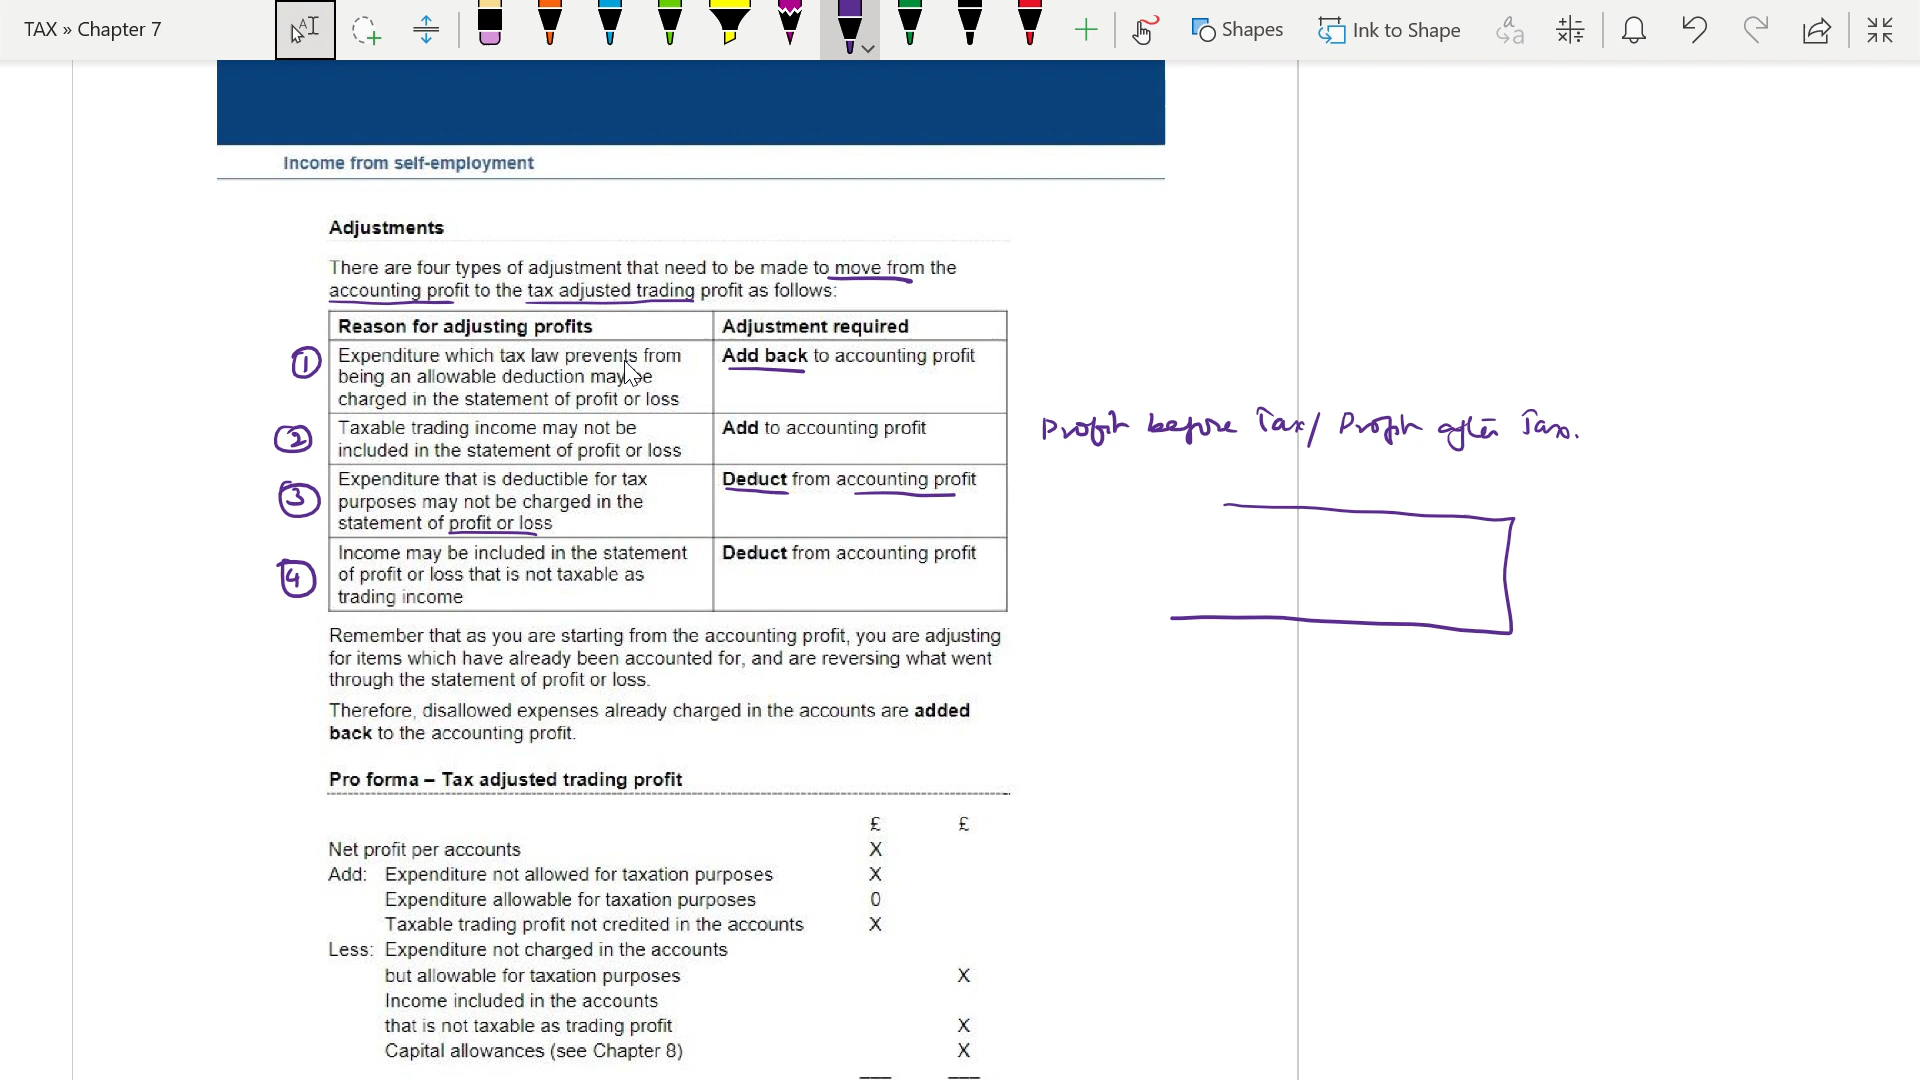 TAX » Chapter 7
Shapes
Ink to Shape
Income from self-employment
Adjustments
There are four types of adjustment that need to be made to move from the
accounting profit to the tax adjusted trading profit as follows:
Reason for adjusting profits Adjustment required
① Expenditure which tax law prevents from Add back to accounting profit
being an allowable deduction may be
charged in the statement of profit or loss
② Taxable trading income may not be Add to accounting profit
included in the statement of profit or loss
Profit before Tax/ Profit after Tax.
③ Expenditure that is deductible for tax Deduct from accounting profit
purposes may not be charged in the
statement of profit or loss
④ Income may be included in the statement Deduct from accounting profit
of profit or loss that is not taxable as
trading income
Remember that as you are starting from the accounting profit, you are adjusting
for items which have already been accounted for, and are reversing what went
through the statement of profit or loss.
Therefore, disallowed expenses already charged in the accounts are added
back to the accounting profit.
Pro forma – Tax adjusted trading profit
£ £
Net profit per accounts X
Add: Expenditure not allowed for taxation purposes X
Expenditure allowable for taxation purposes 0
Taxable trading profit not credited in the accounts X
Less: Expenditure not charged in the accounts
but allowable for taxation purposes X
Income included in the accounts
that is not taxable as trading profit X
Capital allowances (see Chapter 8) X